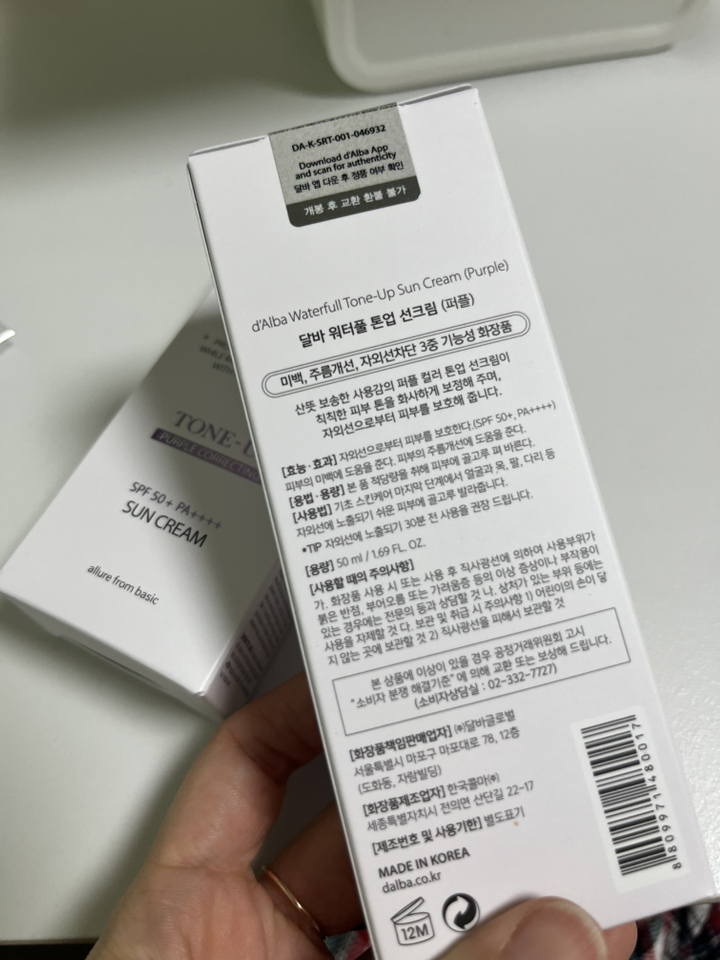 DA-K-SRT-001-046932
Download d'Alba App
and scan for authenticity
달바 앱 다운 후 정품 여부 확인
개봉 후 교환 환불 불가
d'Alba Waterfull Tone-Up Sun Cream (Purple)
달바 워터풀 톤업 선크림 (퍼플)
미백, 주름개선, 자외선차단 3중 기능성 화장품
산뜻 보송한 사용감의 퍼플 컬러 톤업 선크림이
칙칙한 피부 톤을 화사하게 보정해 주며,
자외선으로부터 피부를 보호해 줍니다.
[효능·효과] 자외선으로부터 피부를 보호한다.(SPF 50+, PA++++)
피부의 미백에 도움을 준다. 피부의 주름개선에 도움을 준다.
[용법·용량] 본 품 적당량을 취해 피부에 골고루 펴 바른다.
[사용법] 기초 스킨케어 마지막 단계에서 얼굴과 목, 팔, 다리 등
자외선에 노출되기 쉬운 피부에 골고루 발라줍니다.
*TIP 자외선에 노출되기 30분 전 사용을 권장 드립니다.
[용량] 50 ml / 1.69 FL. OZ.
[사용할 때의 주의사항]
가. 화장품 사용 시 또는 사용 후 직사광선에 의하여 사용부위가
붉은 반점, 부어오름 또는 가려움증 등의 이상 증상이나 부작용이
있는 경우에는 전문의 등과 상담할 것 나. 상처가 있는 부위 등에는
사용을 자제할 것 다. 보관 및 취급 시 주의사항 1) 어린이의 손이 닿
지 않는 곳에 보관할 것 2) 직사광선을 피해서 보관할 것
본 상품에 이상이 있을 경우 공정거래위원회 고시
"소비자 분쟁 해결기준"에 의해 교환 또는 보상해 드립니다.
(소비자상담실 : 02-332-7727)
[화장품책임판매업자] ㈜달바글로벌
서울특별시 마포구 마포대로 78, 12층
(도화동, 자람빌딩)
[화장품제조업자] 한국콜마㈜
세종특별자치시 전의면 산단길 22-17
[제조번호 및 사용기한] 별도표기
MADE IN KOREA
dalba.co.kr
12M
8809971480017
TONE-U
PURPLE CORRECTING
SPF 50+ PA++++
SUN CREAM
allure from basic